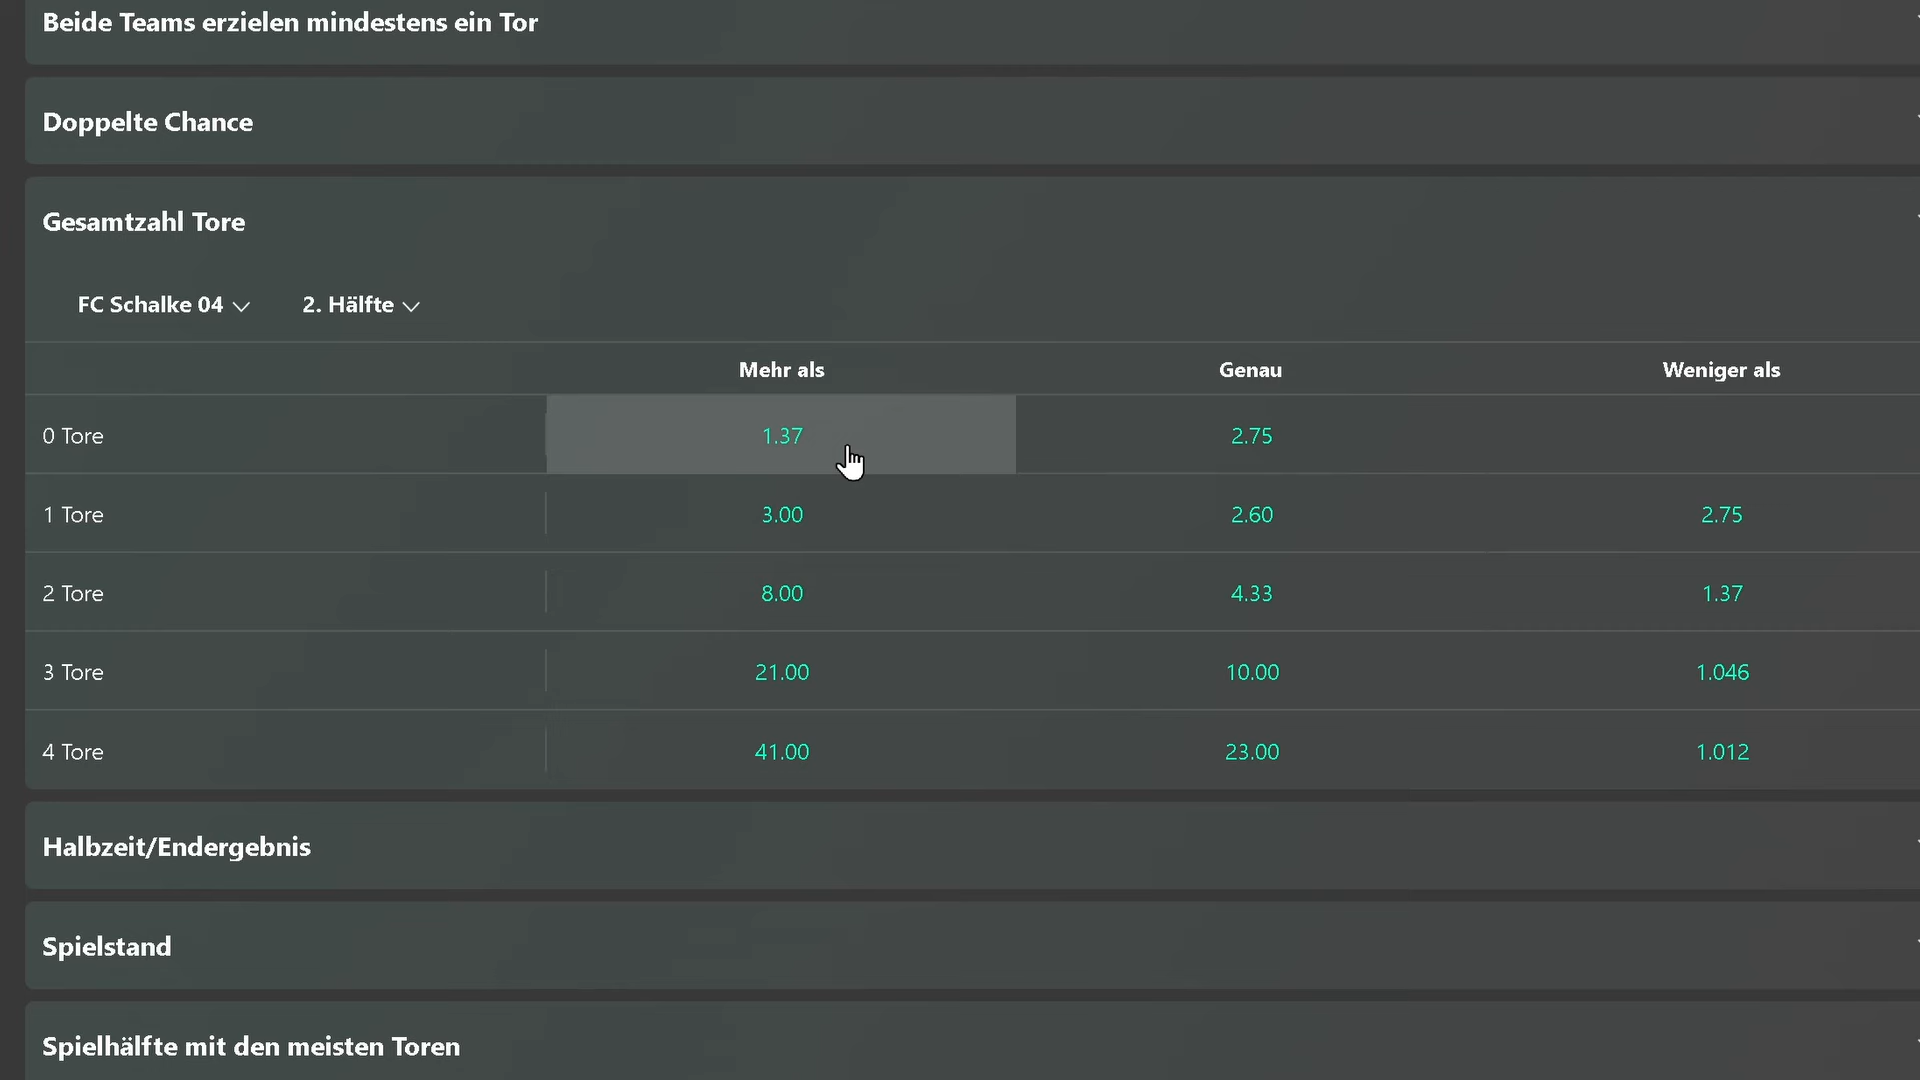 Beide Teams erzielen mindestens ein Tor
Doppelte Chance
Gesamtzahl Tore
FC Schalke 04 2. Hälfte
Mehr als Genau Weniger als
0 Tore 1.37 2.75
1 Tore 3.00 2.60 2.75
2 Tore 8.00 4.33 1.37
3 Tore 21.00 10.00 1.046
4 Tore 41.00 23.00 1.012
Halbzeit/Endergebnis
Spielstand
Spielhälfte mit den meisten Toren